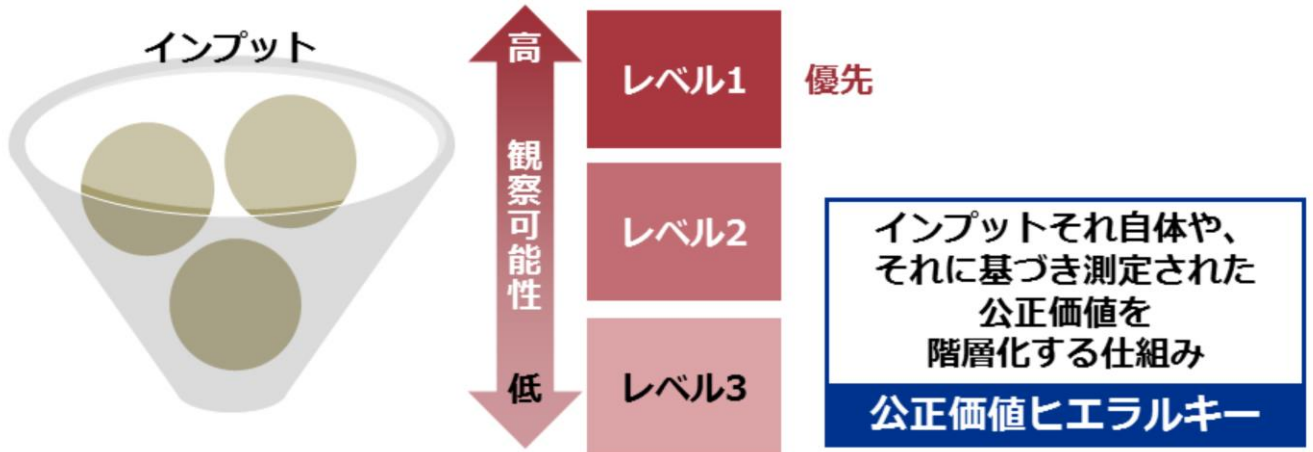 インプット
高
観察可能性
低
レベル1
優先
レベル2
レベル3
インプットそれ自体や、
それに基づき測定された
公正価値を
階層化する仕組み
公正価値ヒエラルキー